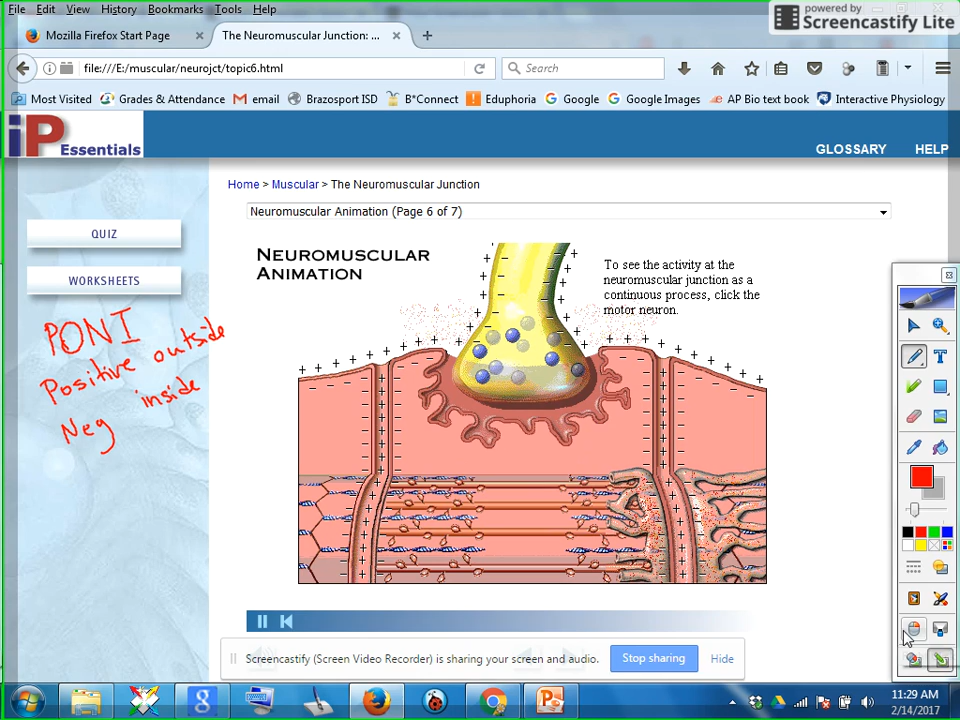 File Edit View History Bookmarks Tools Help
powered by
Screencastify Lite
Mozilla Firefox Start Page
The Neuromuscular Junction: ...
file:///E:/muscular/neurojct/topic6.html
Search
Most Visited Grades & Attendance email Brazosport ISD B*Connect Eduphoria Google Google Images AP Bio text book Interactive Physiology
iP Essentials
GLOSSARY HELP
Home > Muscular > The Neuromuscular Junction
Neuromuscular Animation (Page 6 of 7)
QUIZ
WORKSHEETS
NEUROMUSCULAR
ANIMATION
To see the activity at the
neuromuscular junction as a
continuous process, click the
motor neuron.
PONI
Positive outside
Neg inside
Screencastify (Screen Video Recorder) is sharing your screen and audio. Stop sharing Hide
11:29 AM
2/14/2017